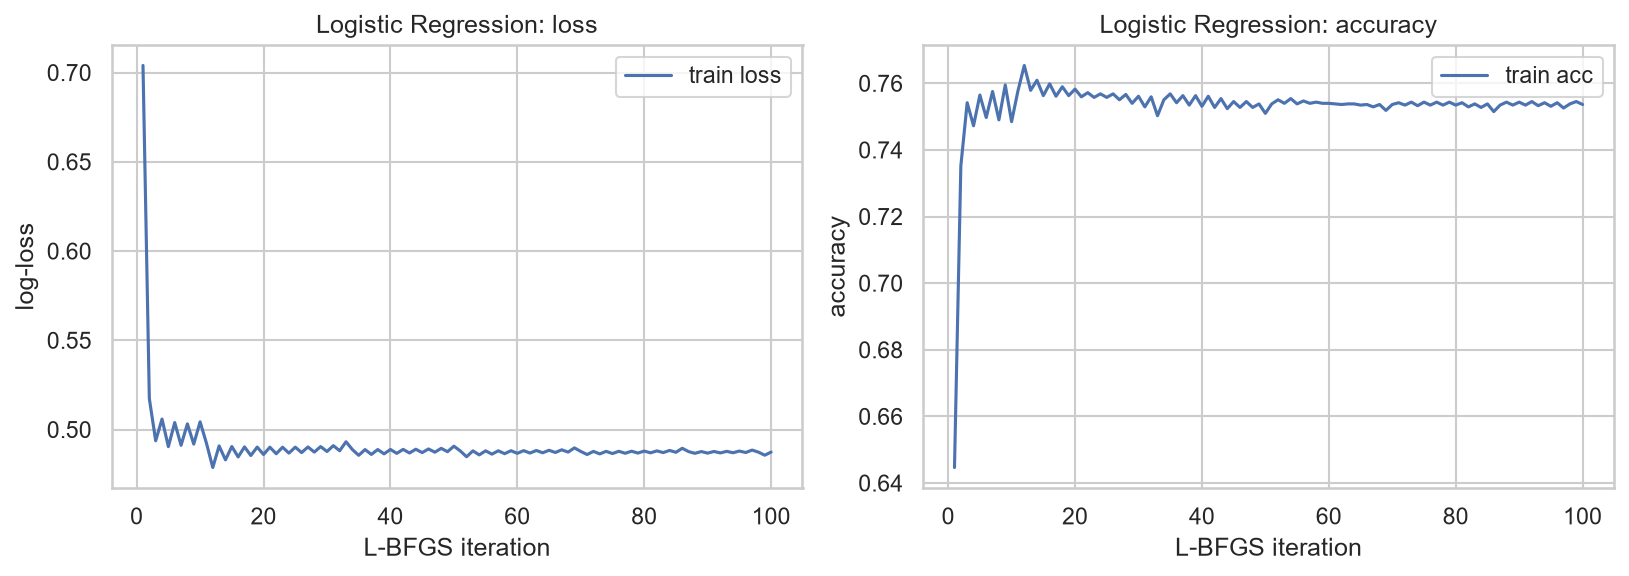 Logistic Regression: loss
train loss
0.70
0.65
0.60
0.55
0.50
log-loss
0 20 40 60 80 100
L-BFGS iteration
Logistic Regression: accuracy
train acc
0.76
0.74
0.72
0.70
0.68
0.66
0.64
accuracy
0 20 40 60 80 100
L-BFGS iteration